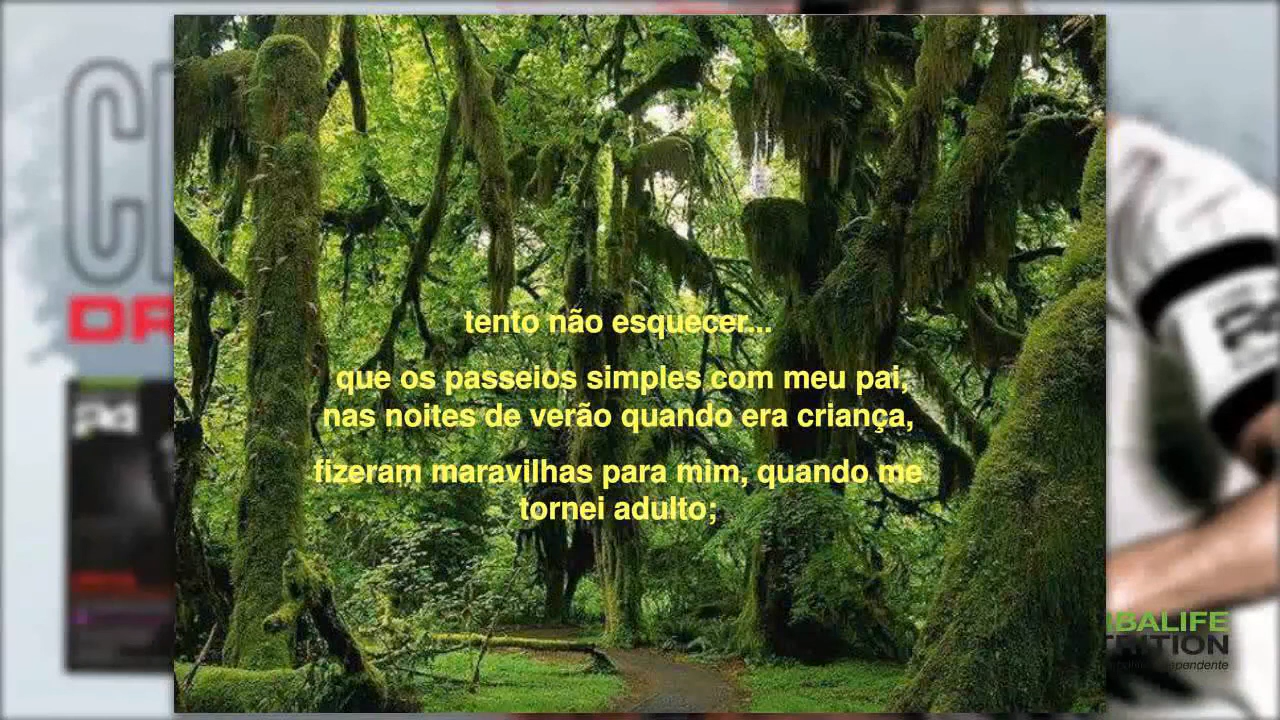 tento não esquecer...
que os passeios simples com meu pai,
nas noites de verão quando era criança,
fizeram maravilhas para mim, quando me
tornei adulto;